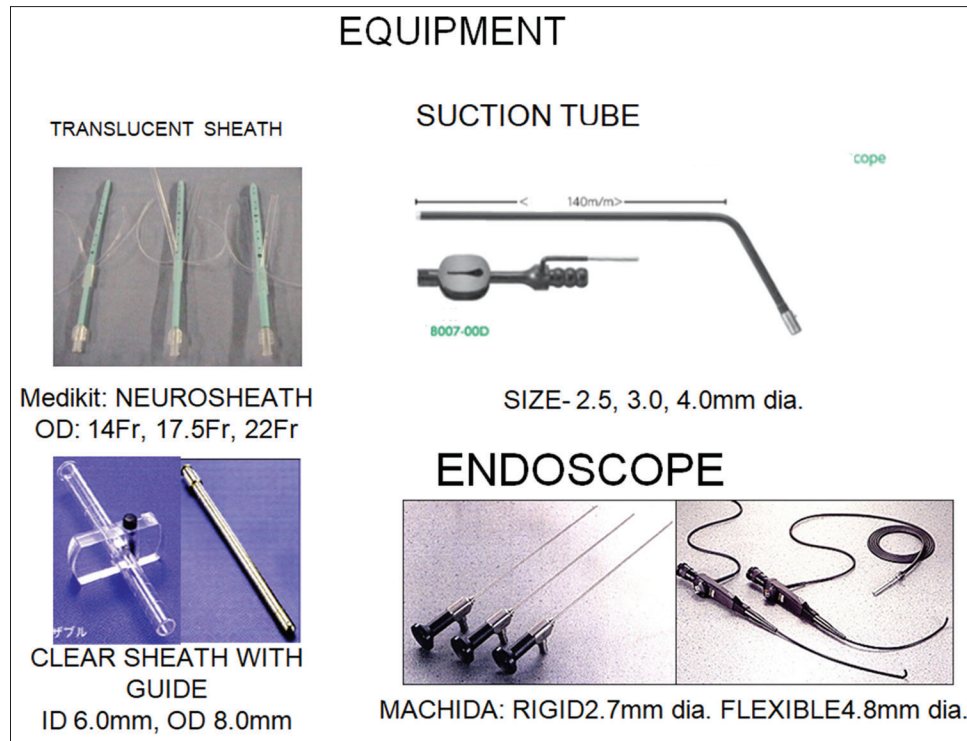 EQUIPMENT
TRANSLUCENT SHEATH
Medikit: NEUROSHEATH
OD: 14Fr, 17.5Fr, 22Fr
ザブル
CLEAR SHEATH WITH
GUIDE
ID 6.0mm, OD 8.0mm
SUCTION TUBE
cope
< 140m/m>
8007-00D
SIZE- 2.5, 3.0, 4.0mm dia.
ENDOSCOPE
MACHIDA: RIGID2.7mm dia. FLEXIBLE4.8mm dia.